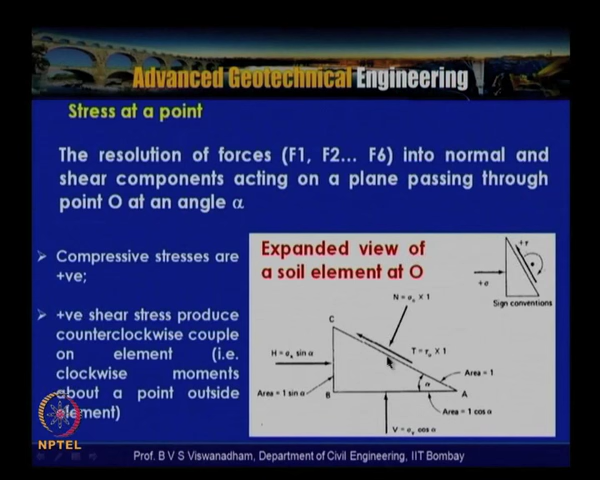 Advanced Geotechnical Engineering
Stress at a point
The resolution of forces (F1, F2... F6) into normal and
shear components acting on a plane passing through
point O at an angle α
➢ Compressive stresses are
+ve;
➢ +ve shear stress produce
counterclockwise couple
on element (i.e.
clockwise moments
about a point outside
element)
Expanded view of
a soil element at O
+τ
+σ
Sign conventions
N = σₙ × 1
C
H = σₓ sin α
T = τₙ × 1
Area = 1
α
Area = 1 sin α
B
A
Area = 1 cos α
V = σᵧ cos α
NPTEL
Prof. B V S Viswanadham, Department of Civil Engineering, IIT Bombay